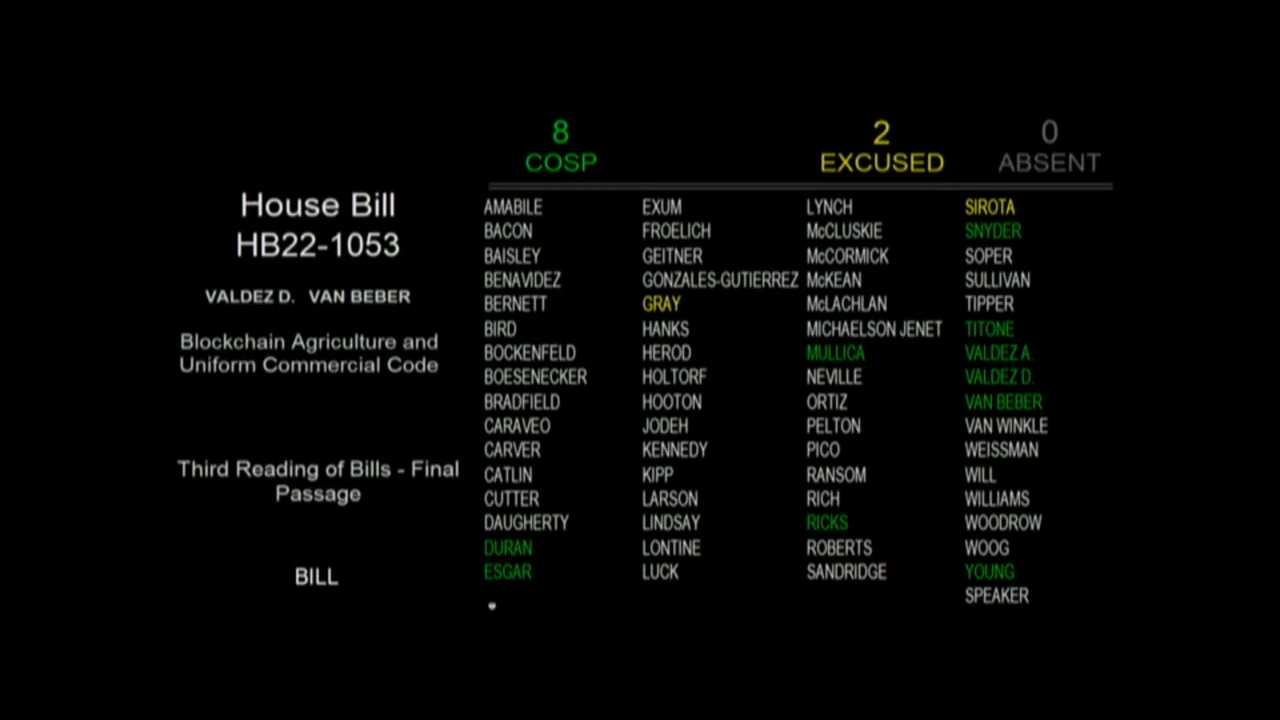 8
COSP
2
EXCUSED
0
ABSENT
House Bill
HB22-1053
VALDEZ D. VAN BEBER
Blockchain Agriculture and
Uniform Commercial Code
Third Reading of Bills - Final
Passage
BILL
AMABILE
BACON
BAISLEY
BENAVIDEZ
BERNETT
BIRD
BOCKENFELD
BOESENECKER
BRADFIELD
CARAVEO
CARVER
CATLIN
CUTTER
DAUGHERTY
DURAN
ESGAR
EXUM
FROELICH
GEITNER
GONZALES-GUTIERREZ
GRAY
HANKS
HEROD
HOLTORF
HOOTON
JODEH
KENNEDY
KIPP
LARSON
LINDSAY
LONTINE
LUCK
LYNCH
McCLUSKIE
McCORMICK
McKEAN
McLACHLAN
MICHAELSON JENET
MULLICA
NEVILLE
ORTIZ
PELTON
PICO
RANSOM
RICH
RICKS
ROBERTS
SANDRIDGE
SIROTA
SNYDER
SOPER
SULLIVAN
TIPPER
TITONE
VALDEZ A.
VALDEZ D.
VAN BEBER
VAN WINKLE
WEISSMAN
WILL
WILLIAMS
WOODROW
WOOG
YOUNG
SPEAKER